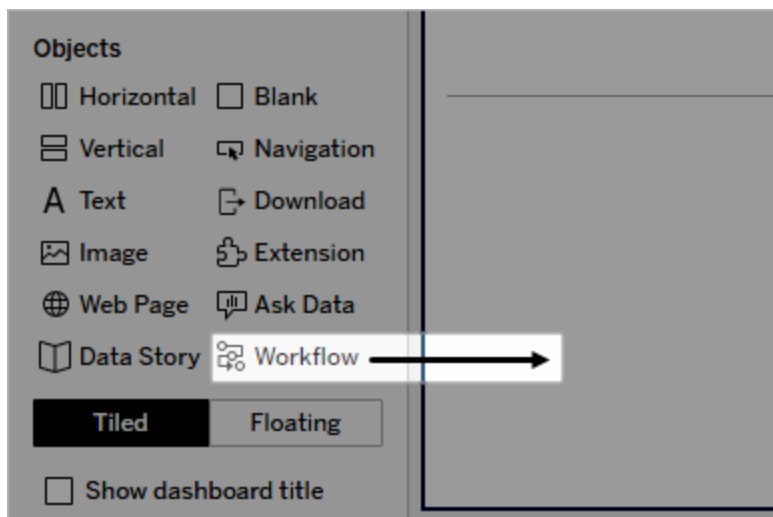 Objects
Horizontal Blank
Vertical Navigation
Text Download
Image Extension
Web Page Ask Data
Data Story Workflow
Tiled Floating
Show dashboard title